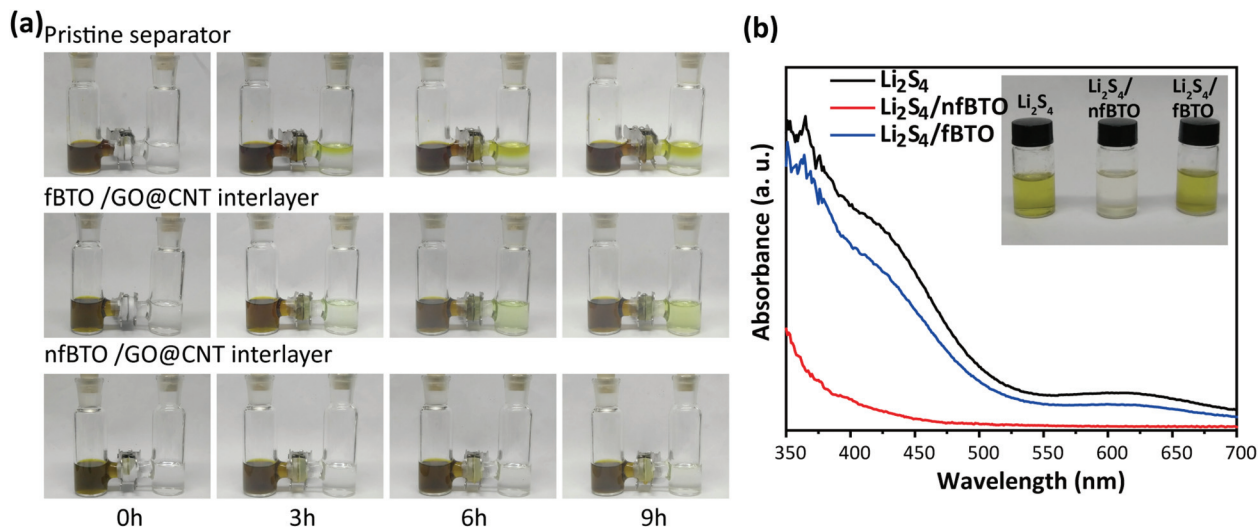 (a)
Pristine separator
fBTO /GO@CNT interlayer
nfBTO /GO@CNT interlayer
0h 3h 6h 9h
(b)
Li₂S₄
Li₂S₄/nfBTO
Li₂S₄/fBTO
Li₂S₄
Li₂S₄/
nfBTO
Li₂S₄/
fBTO
Absorbance (a. u.)
350 400 450 500 550 600 650 700
Wavelength (nm)